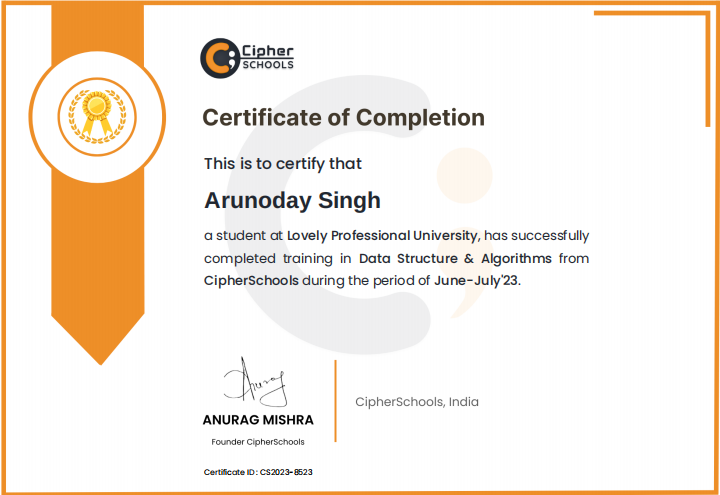 Cipher
SCHOOLS
Certificate of Completion
This is to certify that
Arunoday Singh
a student at Lovely Professional University, has successfully
completed training in Data Structure & Algorithms from
CipherSchools during the period of June-July'23.
Anurag
ANURAG MISHRA
Founder CipherSchools
CipherSchools, India
Certificate ID: CS2023-8523